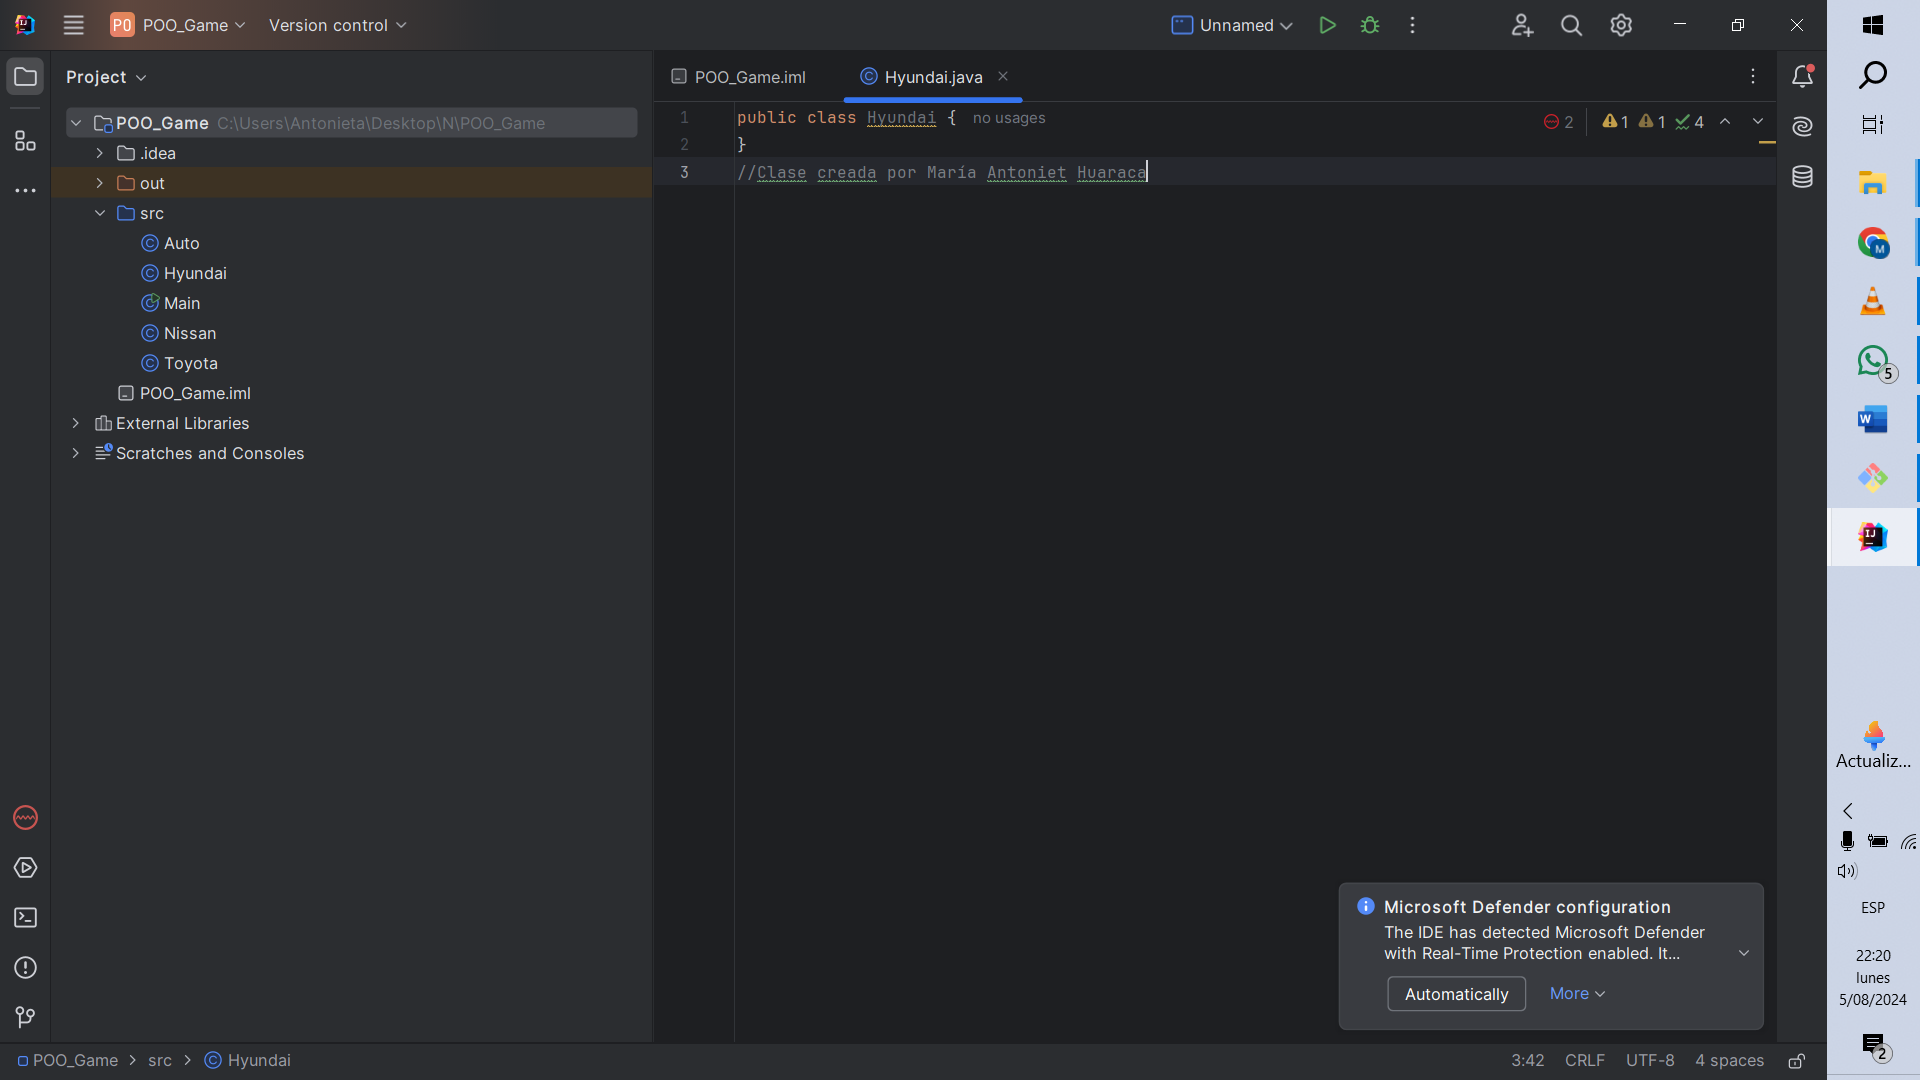 PO POO_Game Version control Unnamed
Project
POO_Game C:\Users\Antonieta\Desktop\N\POO_Game
.idea
out
src
Auto
Hyundai
Main
Nissan
Toyota
POO_Game.iml
External Libraries
Scratches and Consoles
POO_Game.iml Hyundai.java
1 public class Hyundai { no usages
2 }
3 //Clase creada por María Antoniet Huaraca
2 1 1 4
Microsoft Defender configuration
The IDE has detected Microsoft Defender
with Real-Time Protection enabled. It...
Automatically More
POO_Game src Hyundai
3:42 CRLF UTF-8 4 spaces
M
5
W
IJ
Actualiz...
ESP
22:20
lunes
5/08/2024
2